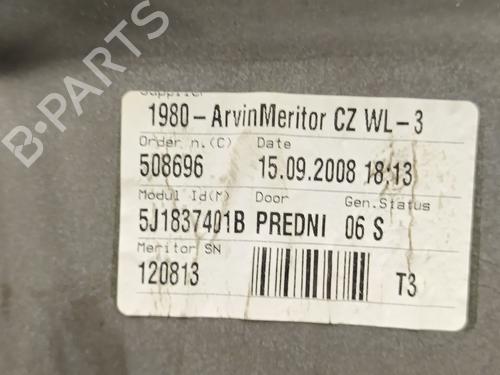 B-PARTS
Supplier
1980-ArvinMeritor CZ WL-3
Order n.(C) Date
508696 15.09.2008 18:13
Modul Id(M) Door Gen.Status
5J1837401B PREDNI 06 S
Meritor SN
120813 T3